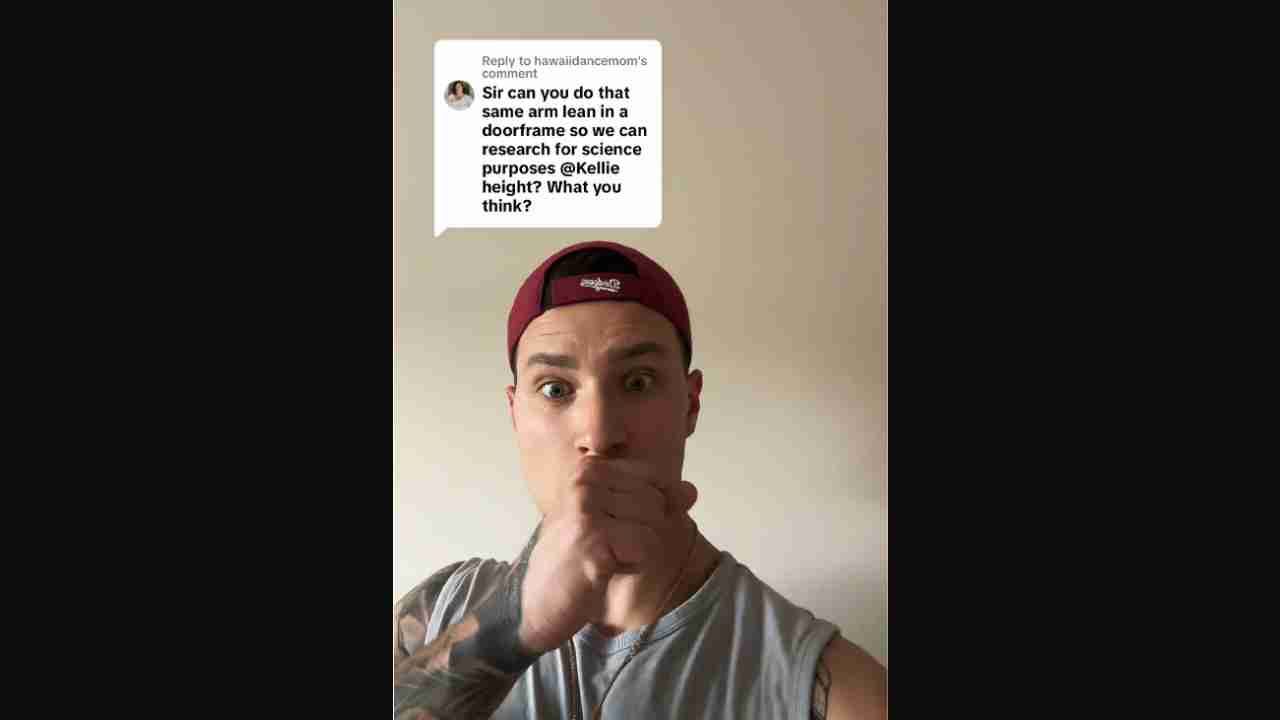 Reply to hawaiidancemom's
comment
Sir can you do that
same arm lean in a
doorframe so we can
research for science
purposes @Kellie
height? What you
think?